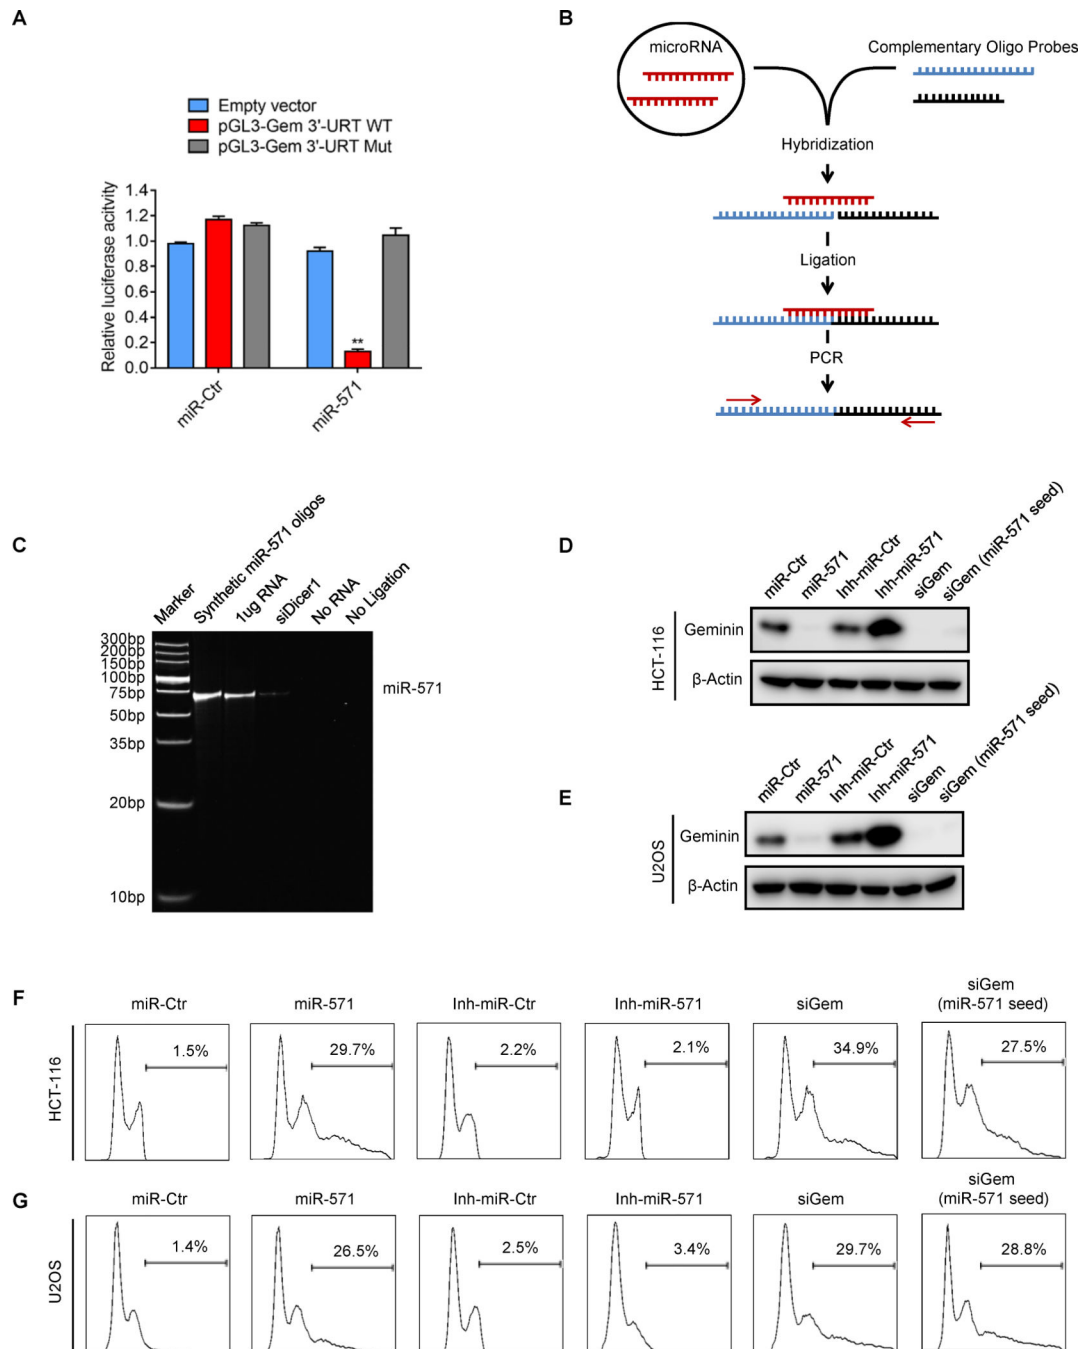 A
Empty vector
pGL3-Gem 3'-URT WT
pGL3-Gem 3'-URT Mut
Relative luciferase acitvity
1.4
1.2
1.0
0.8
0.6
0.4
0.2
0.0
**
miR-Ctr
miR-571
B
microRNA
Complementary Oligo Probes
Hybridization
Ligation
PCR
C
Marker
Synthetic miR-571 oligos
1ug RNA
siDicer1
No RNA
No Ligation
300bp
200bp
150bp
100bp
75bp
50bp
35bp
20bp
10bp
miR-571
D
miR-Ctr
miR-571
Inh-miR-Ctr
Inh-miR-571
siGem
siGem (miR-571 seed)
HCT-116
Geminin
β-Actin
E
miR-Ctr
miR-571
Inh-miR-Ctr
Inh-miR-571
siGem
siGem (miR-571 seed)
U2OS
Geminin
β-Actin
F
HCT-116
miR-Ctr
miR-571
Inh-miR-Ctr
Inh-miR-571
siGem
siGem
(miR-571 seed)
1.5%
29.7%
2.2%
2.1%
34.9%
27.5%
G
U2OS
miR-Ctr
miR-571
Inh-miR-Ctr
Inh-miR-571
siGem
siGem
(miR-571 seed)
1.4%
26.5%
2.5%
3.4%
29.7%
28.8%